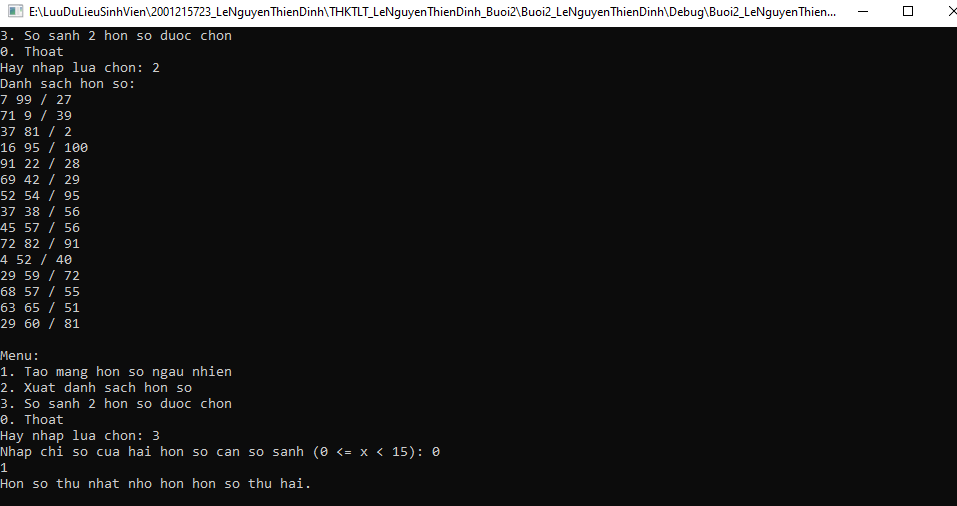 E:\LuuDuLieuSinhVien\2001215723_LeNguyenThienDinh\THKTLT_LeNguyenThienDinh_Buoi2\Buoi2_LeNguyenThienDinh\Debug\Buoi2_LeNguyenThien...
3. So sanh 2 hon so duoc chon
0. Thoat
Hay nhap lua chon: 2
Danh sach hon so:
7 99 / 27
71 9 / 39
37 81 / 2
16 95 / 100
91 22 / 28
69 42 / 29
52 54 / 95
37 38 / 56
45 57 / 56
72 82 / 91
4 52 / 40
29 59 / 72
68 57 / 55
63 65 / 51
29 60 / 81
Menu:
1. Tao mang hon so ngau nhien
2. Xuat danh sach hon so
3. So sanh 2 hon so duoc chon
0. Thoat
Hay nhap lua chon: 3
Nhap chi so cua hai hon so can so sanh (0 <= x < 15): 0
1
Hon so thu nhat nho hon hon so thu hai.